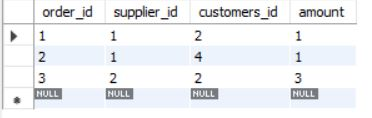 order_id supplier_id customers_id amount
1 1 2 1
2 1 4 1
3 2 2 3
NULL NULL NULL NULL